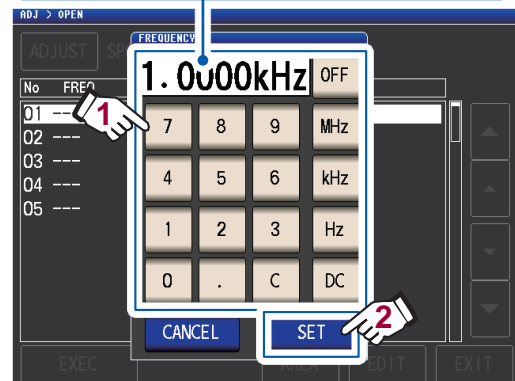 ADJ > OPEN
FREQUENCY
ADJUST SP
1.0000kHz OFF
No FREQ
01 ---
02 ---
03 ---
04 ---
05 ---
7 8 9 MHz
4 5 6 kHz
1 2 3 Hz
0 . C DC
CANCEL SET
1
2
EXEC AREA EDIT EXIT